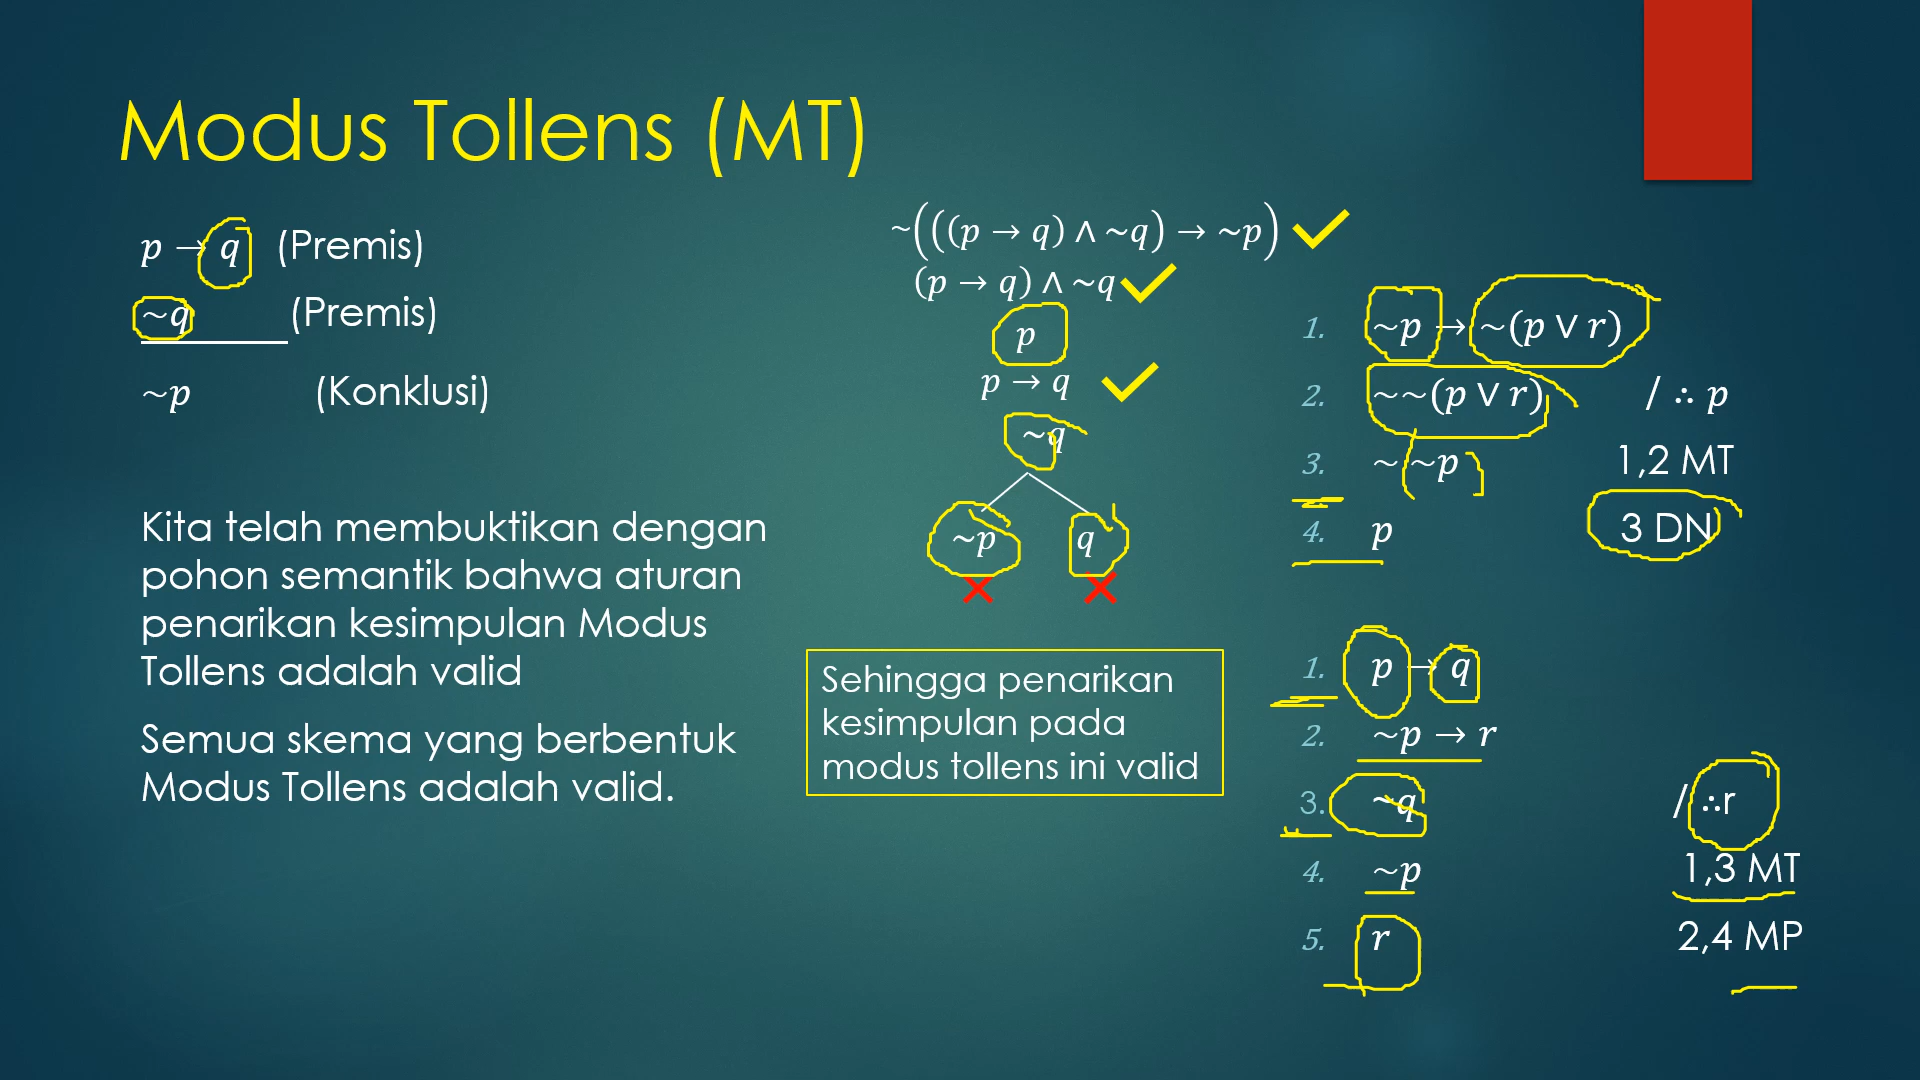 Modus Tollens (MT)
p → q (Premis)
~q (Premis)
~p (Konklusi)
Kita telah membuktikan dengan
pohon semantik bahwa aturan
penarikan kesimpulan Modus
Tollens adalah valid
Semua skema yang berbentuk
Modus Tollens adalah valid.
~(((p → q) ∧ ~q) → ~p)
(p → q) ∧ ~q
p
p → q
~q
~p q
Sehingga penarikan
kesimpulan pada
modus tollens ini valid
1. ~p → ~(p ∨ r)
2. ~~(p ∨ r) / ∴ p
3. ~~p 1,2 MT
4. p 3 DN
1. p → q
2. ~p → r
3. ~q / ∴r
4. ~p 1,3 MT
5. r 2,4 MP